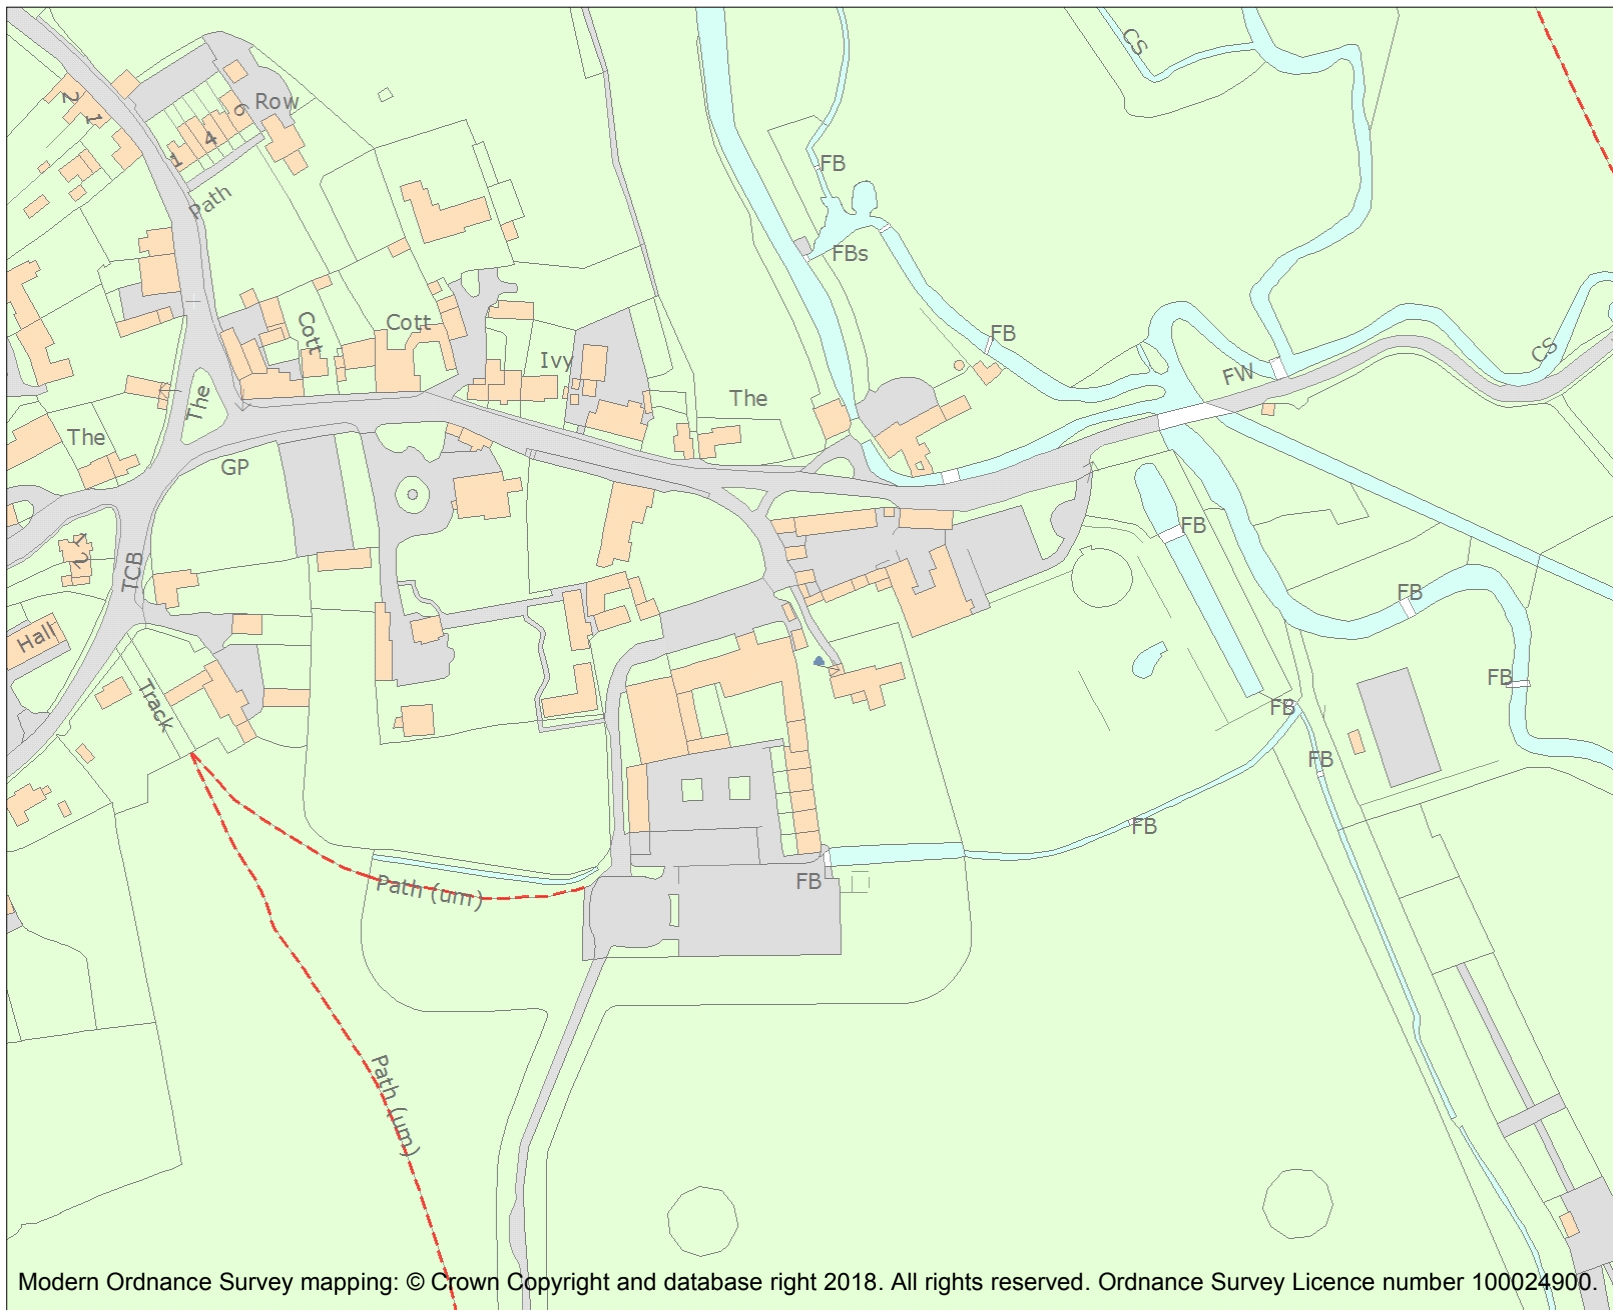 CS
2
1
Row
6
4
1
Path
FB
FBs
FB
Cott
Cott
Ivy
The
The
The
CS
FW
GP
FB
1
2
TCB
FB
Hall
FB
Track
FB
FB
FB
FB
Path (um)
Path (um)
Modern Ordnance Survey mapping: © Crown Copyright and database right 2018. All rights reserved. Ordnance Survey Licence number 100024900.